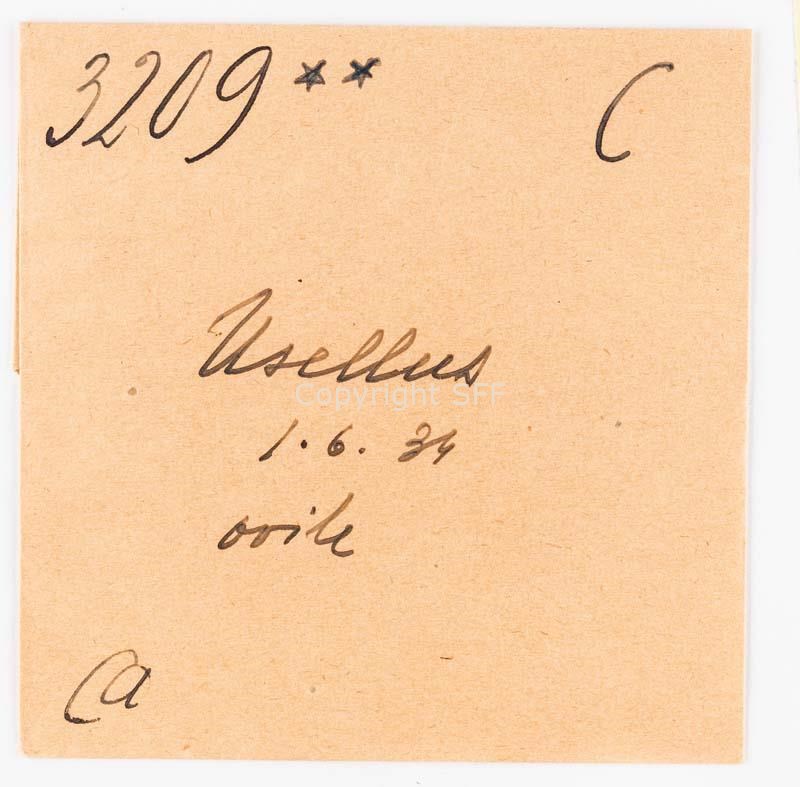 3209 ** C
Usellus
Copyright SFF
1.6.34
ovile
Ca